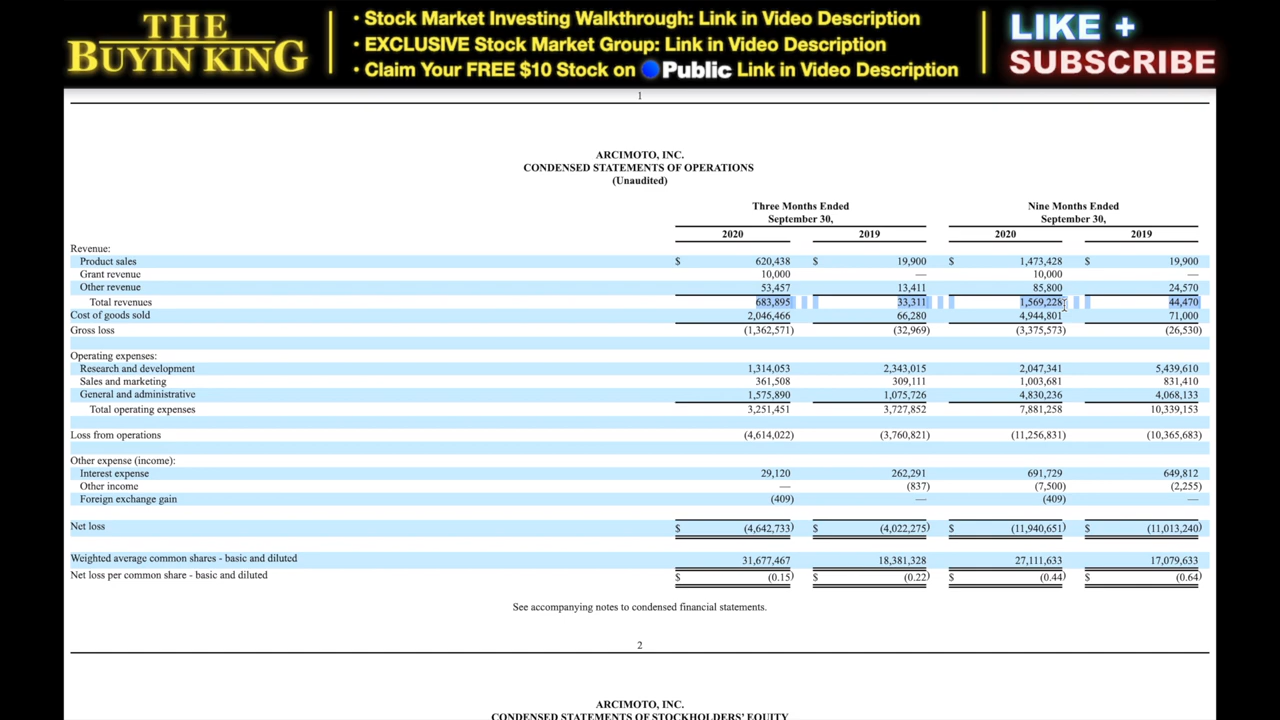 THE
BUYIN KING
• Stock Market Investing Walkthrough: Link in Video Description
• EXCLUSIVE Stock Market Group: Link in Video Description
• Claim Your FREE $10 Stock on Public Link in Video Description
LIKE +
SUBSCRIBE
1
ARCIMOTO, INC.
CONDENSED STATEMENTS OF OPERATIONS
(Unaudited)
Three Months Ended Nine Months Ended
September 30, September 30,
2020 2019 2020 2019
Revenue:
Product sales $ 620,438 $ 19,900 $ 1,473,428 $ 19,900
Grant revenue 10,000 — 10,000 —
Other revenue 53,457 13,411 85,800 24,570
Total revenues 683,895 33,311 1,569,228 44,470
Cost of goods sold 2,046,466 66,280 4,944,801 71,000
Gross loss (1,362,571) (32,969) (3,375,573) (26,530)
Operating expenses:
Research and development 1,314,053 2,343,015 2,047,341 5,439,610
Sales and marketing 361,508 309,111 1,003,681 831,410
General and administrative 1,575,890 1,075,726 4,830,236 4,068,133
Total operating expenses 3,251,451 3,727,852 7,881,258 10,339,153
Loss from operations (4,614,022) (3,760,821) (11,256,831) (10,365,683)
Other expense (income):
Interest expense 29,120 262,291 691,729 649,812
Other income — (837) (7,500) (2,255)
Foreign exchange gain (409) — (409) —
Net loss $ (4,642,733) $ (4,022,275) $ (11,940,651) $ (11,013,240)
Weighted average common shares - basic and diluted 31,677,467 18,381,328 27,111,633 17,079,633
Net loss per common share - basic and diluted $ (0.15) $ (0.22) $ (0.44) $ (0.64)
See accompanying notes to condensed financial statements.
2
ARCIMOTO, INC.
CONDENSED STATEMENTS OF STOCKHOLDERS' EQUITY